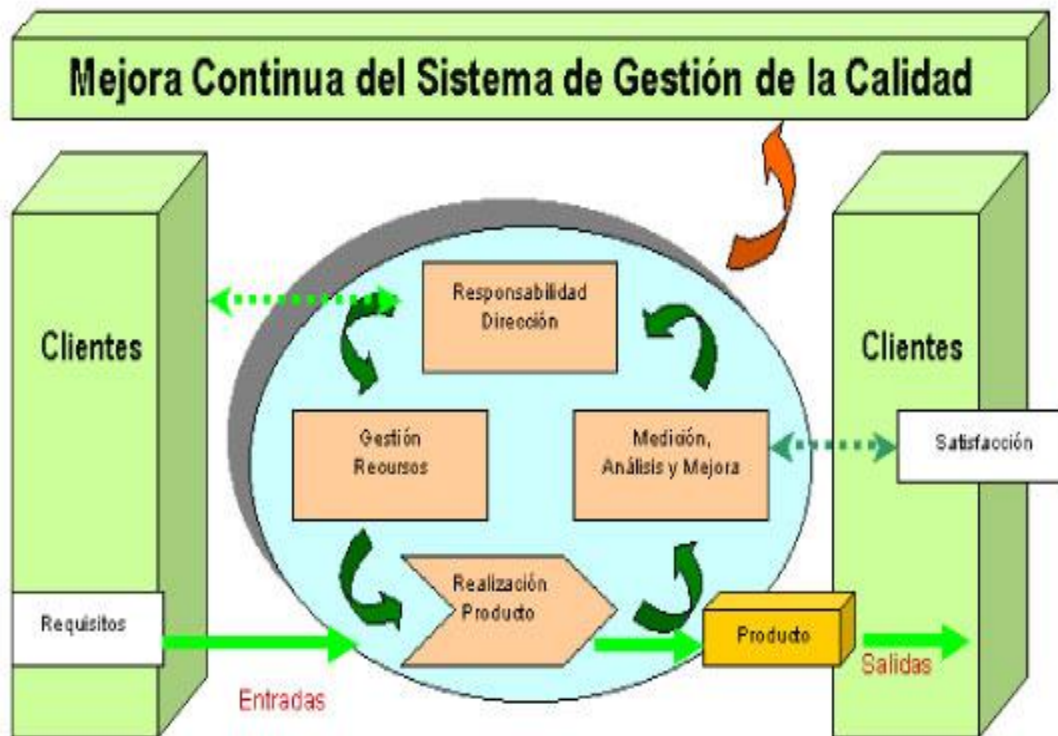 Mejora Continua del Sistema de Gestión de la Calidad
Responsabilidad
Dirección
Clientes
Clientes
Gestión
Recursos
Medición,
Análisis y Mejora
Satisfacción
Realización
Producto
Requisitos
Producto
Entradas
Salidas